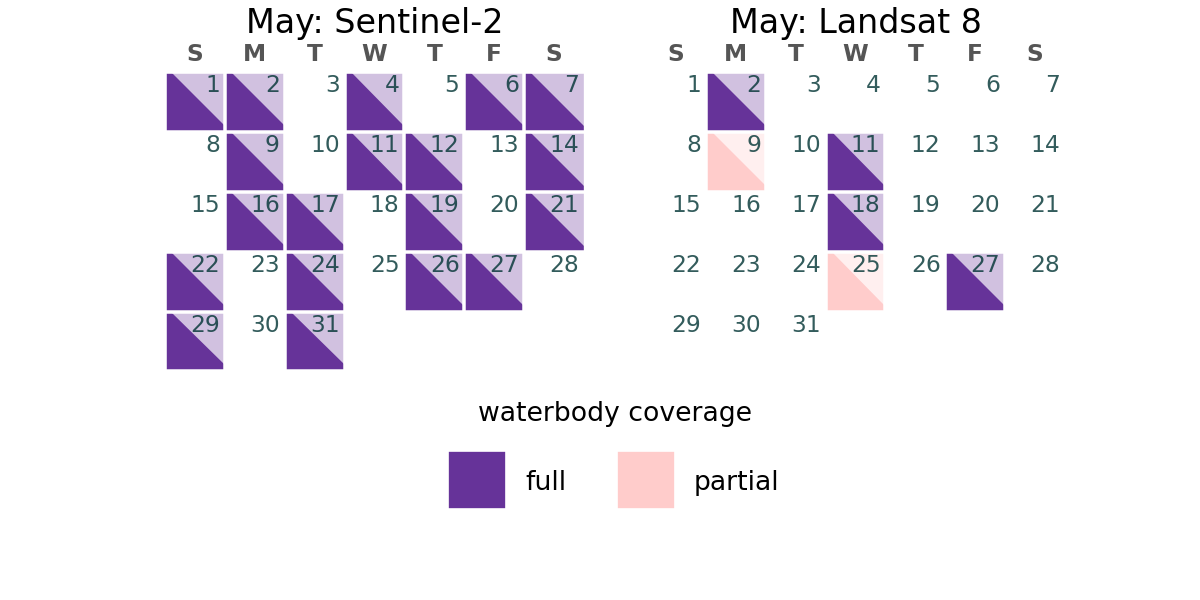 May: Sentinel-2
S M T W T F S
1 2 3 4 5 6 7
8 9 10 11 12 13 14
15 16 17 18 19 20 21
22 23 24 25 26 27 28
29 30 31
May: Landsat 8
S M T W T F S
1 2 3 4 5 6 7
8 9 10 11 12 13 14
15 16 17 18 19 20 21
22 23 24 25 26 27 28
29 30 31
waterbody coverage
full
partial